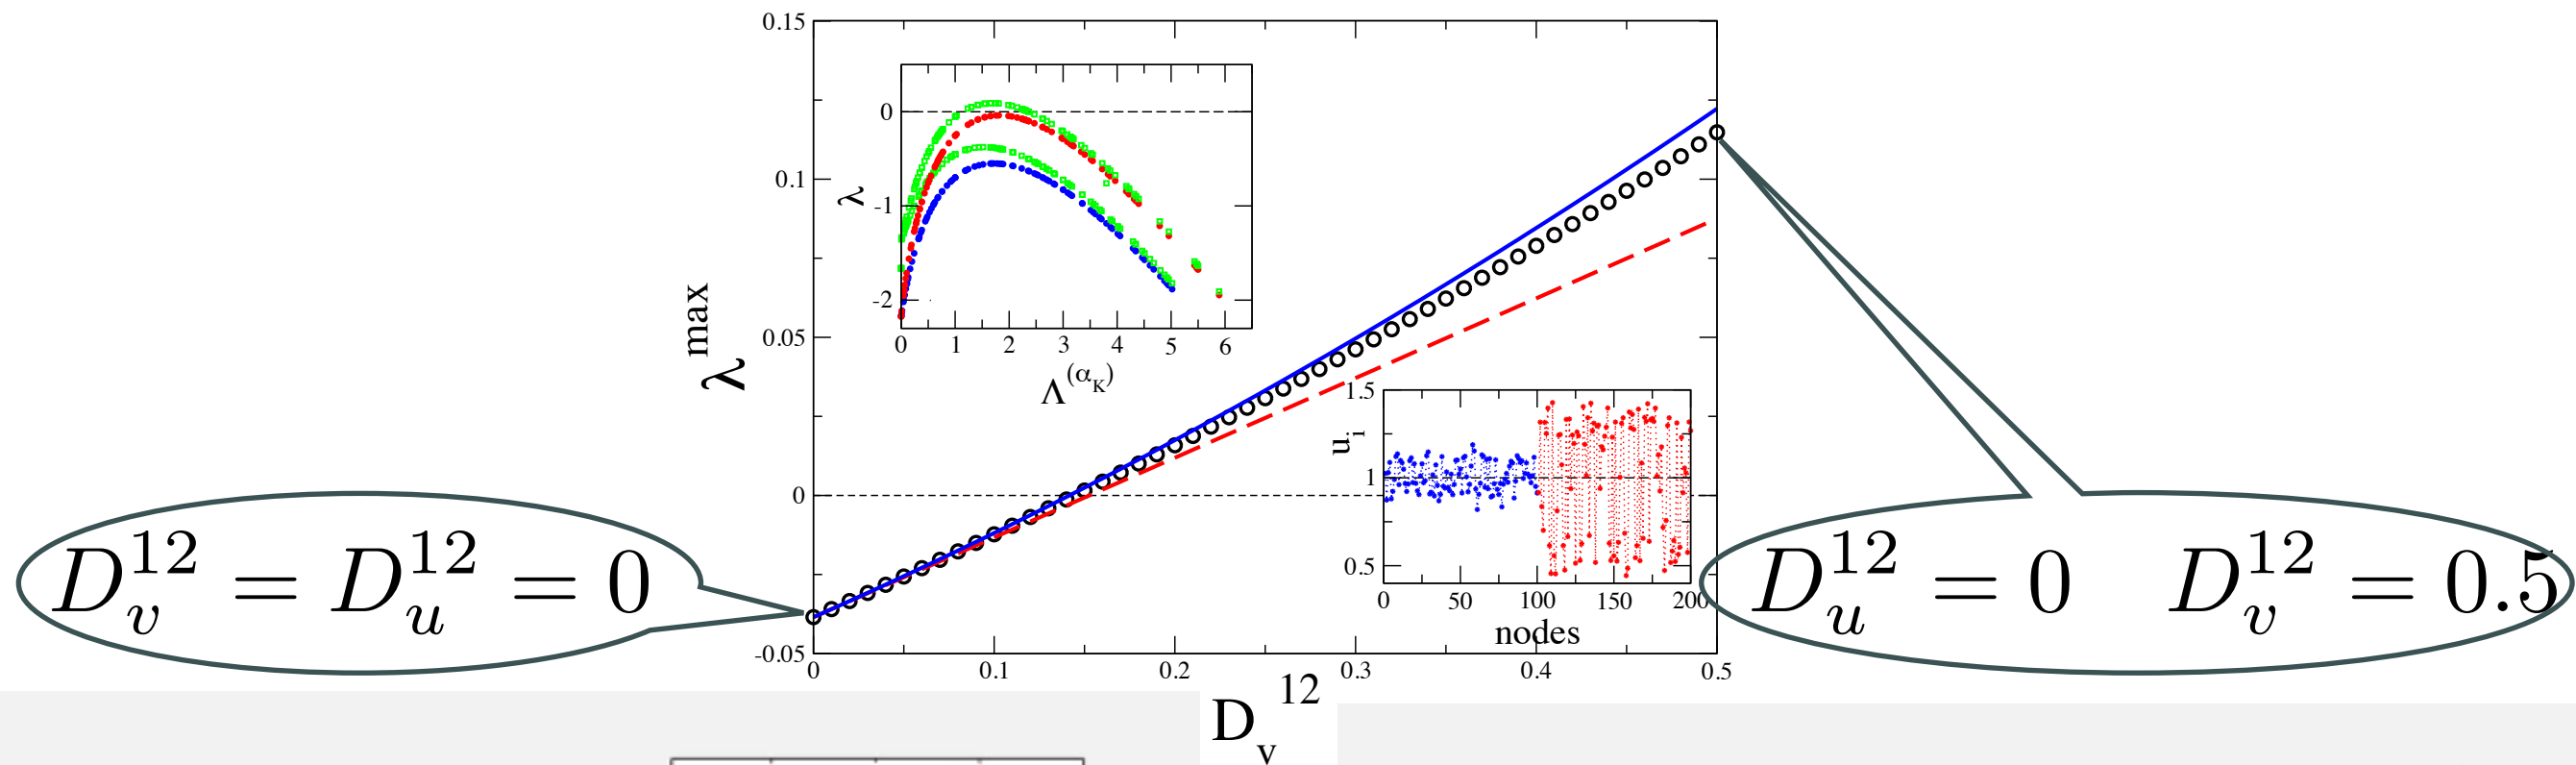 0.15
0.1
0.05
0
-0.05
λ^max
0
-1
-2
λ
0 1 2 3 4 5 6
Λ^(α_K)
1.5
1
0.5
u_i
0 50 100 150 200
nodes
D_v^12 = D_u^12 = 0
D_u^12 = 0 D_v^12 = 0.5
0 0.1 0.2 0.3 0.4 0.5
D_v^12